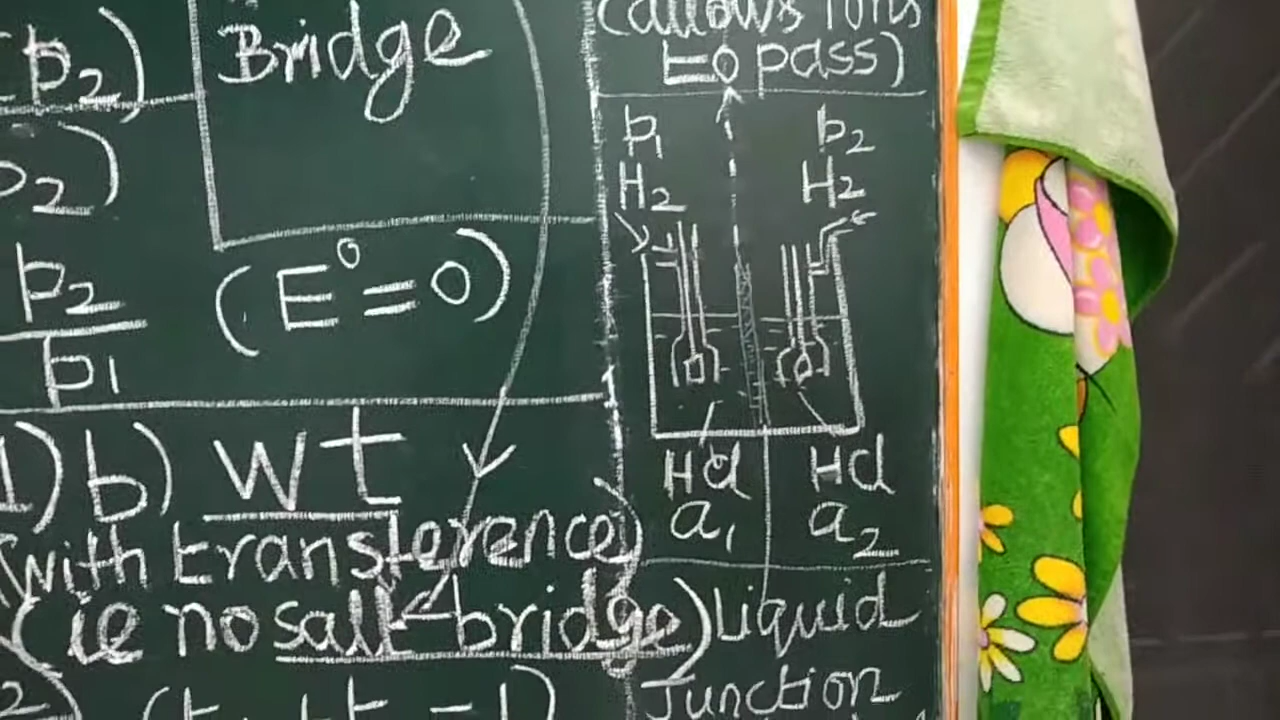 p2)
Bridge
p2)
p2
p1
(E°=0)
1) b) wt
(with transference)
(ie no salt bridge)
2) (t+ + t- = 1)
(allows ions
to pass)
p1 p2
H2 H2
HCl HCl
a1 a2
Liquid
Junction